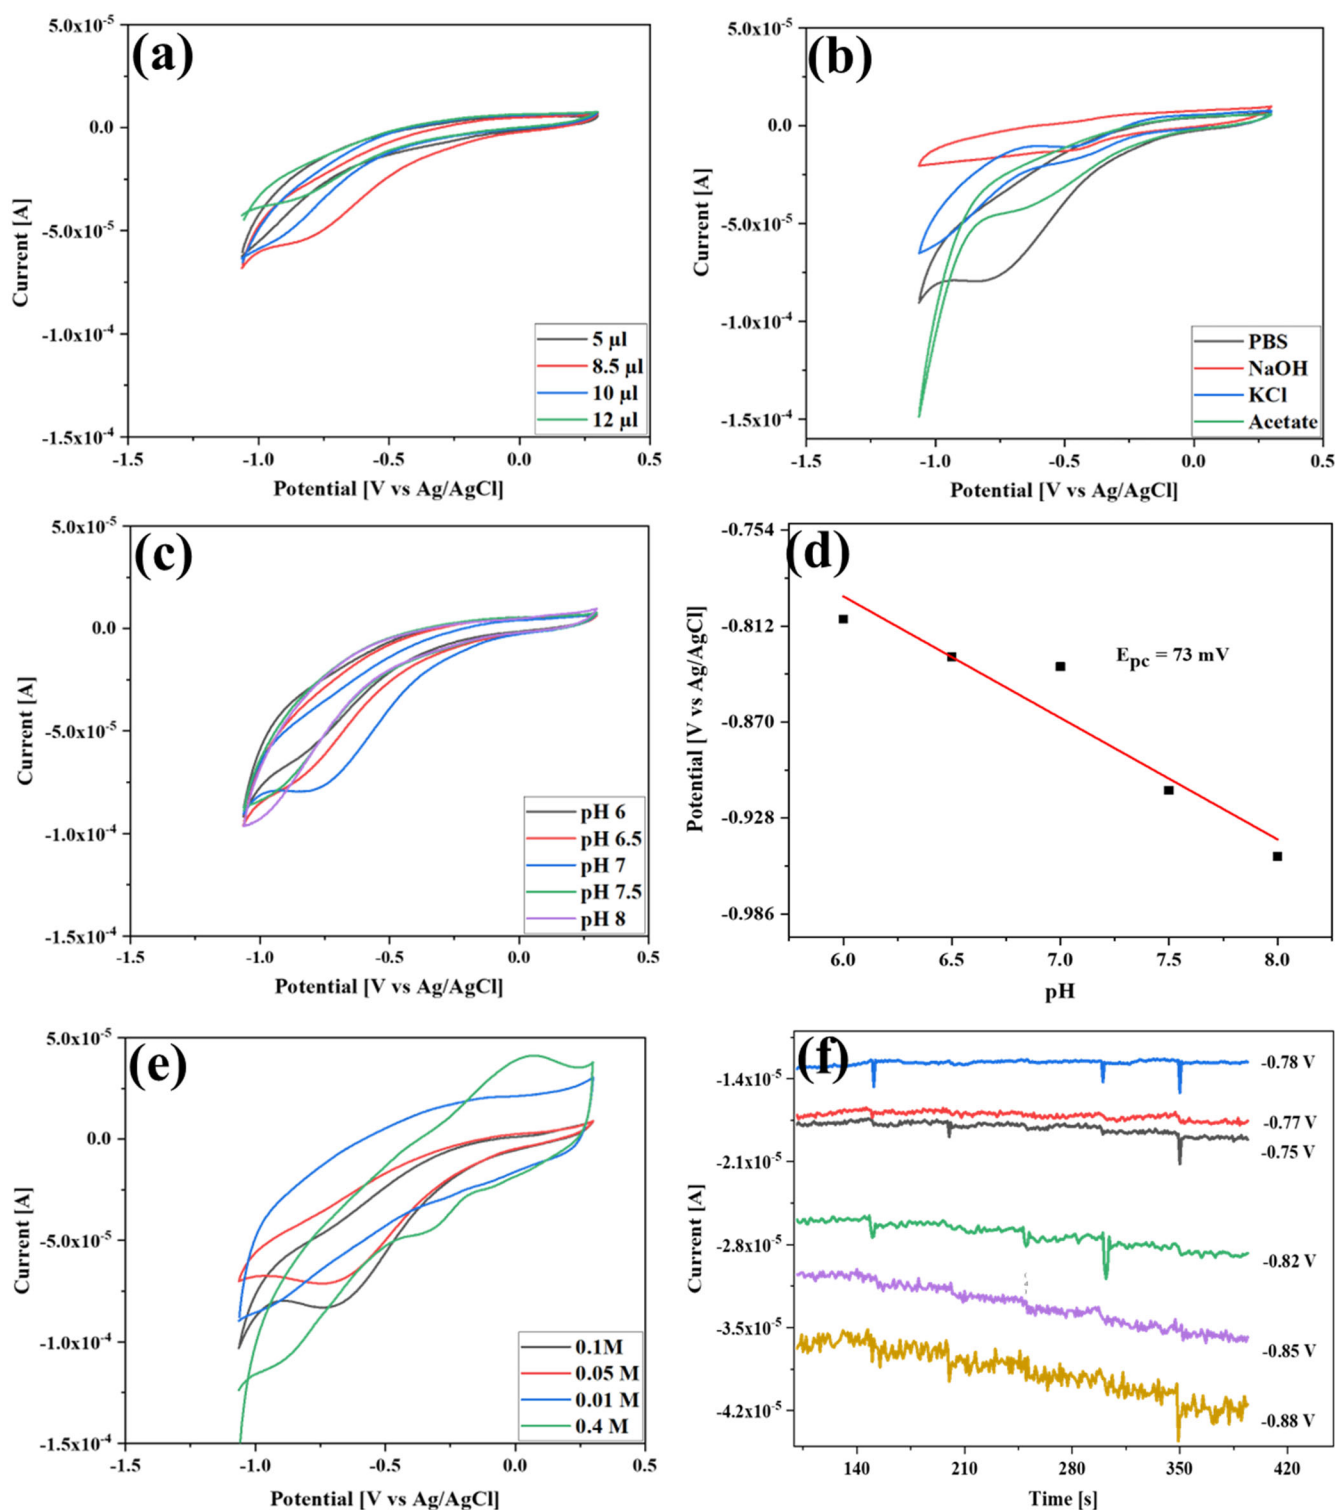 (a)
5.0x10⁻⁵
0.0
-5.0x10⁻⁵
-1.0x10⁻⁴
-1.5x10⁻⁴
Current [A]
5 µl
8.5 µl
10 µl
12 µl
-1.5
-1.0
-0.5
0.0
0.5
Potential [V vs Ag/AgCl]
(b)
5.0x10⁻⁵
0.0
-5.0x10⁻⁵
-1.0x10⁻⁴
-1.5x10⁻⁴
Current [A]
PBS
NaOH
KCl
Acetate
-1.5
-1.0
-0.5
0.0
0.5
Potential [V vs Ag/AgCl]
(c)
5.0x10⁻⁵
0.0
-5.0x10⁻⁵
-1.0x10⁻⁴
-1.5x10⁻⁴
Current [A]
pH 6
pH 6.5
pH 7
pH 7.5
pH 8
-1.5
-1.0
-0.5
0.0
0.5
Potential [V vs Ag/AgCl]
(d)
-0.754
-0.812
-0.870
-0.928
-0.986
Potential [V vs Ag/AgCl]
Epc = 73 mV
6.0
6.5
7.0
7.5
8.0
pH
(e)
5.0x10⁻⁵
0.0
-5.0x10⁻⁵
-1.0x10⁻⁴
-1.5x10⁻⁴
Current [A]
0.1M
0.05 M
0.01 M
0.4 M
-1.5
-1.0
-0.5
0.0
0.5
Potential [V vs Ag/AgCl]
(f)
-1.4x10⁻⁵
-2.1x10⁻⁵
-2.8x10⁻⁵
-3.5x10⁻⁵
-4.2x10⁻⁵
Current [A]
-0.78 V
-0.77 V
-0.75 V
-0.82 V
-0.85 V
-0.88 V
140
210
280
350
420
Time [s]